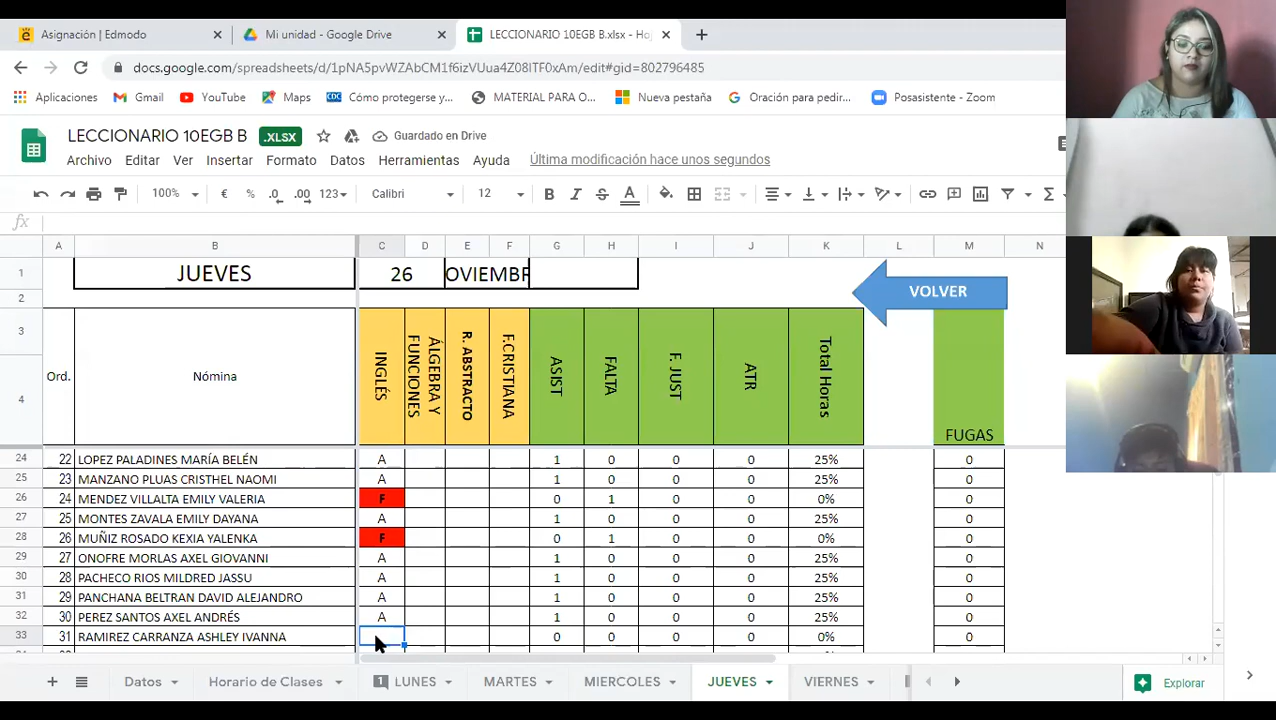 Asignación | Edmodo
Mi unidad - Google Drive
LECCIONARIO 10EGB B.xlsx - Hoj
docs.google.com/spreadsheets/d/1pNA5pvWZAbCM1f6izVUua4Z08ITF0xAm/edit#gid=802796485
Aplicaciones Gmail YouTube Maps CDC Cómo protegerse y... MATERIAL PARA O... Nueva pestaña Oración para pedir... Posasistente - Zoom
LECCIONARIO 10EGB B .XLSX Guardado en Drive
Archivo Editar Ver Insertar Formato Datos Herramientas Ayuda Última modificación hace unos segundos
100% € % .0 .00 123 Calibri 12 B I S A Σ
fx
A B C D E F G H I J K L M N
1 JUEVES 26 OVIEMBR
2 VOLVER
3
4
Ord. Nómina INGLÉS ÁLGEBRA Y FUNCIONES R. ABSTRACTO F.CRISTIANA ASIST FALTA F. JUST ATR Total Horas FUGAS
24 22 LOPEZ PALADINES MARÍA BELÉN A 1 0 0 0 25% 0
25 23 MANZANO PLUAS CRISTHEL NAOMI A 1 0 0 0 25% 0
26 24 MENDEZ VILLALTA EMILY VALERIA F 0 1 0 0 0% 0
27 25 MONTES ZAVALA EMILY DAYANA A 1 0 0 0 25% 0
28 26 MUÑIZ ROSADO KEXIA YALENKA F 0 1 0 0 0% 0
29 27 ONOFRE MORLAS AXEL GIOVANNI A 1 0 0 0 25% 0
30 28 PACHECO RIOS MILDRED JASSU A 1 0 0 0 25% 0
31 29 PANCHANA BELTRAN DAVID ALEJANDRO A 1 0 0 0 25% 0
32 30 PEREZ SANTOS AXEL ANDRÉS A 1 0 0 0 25% 0
33 31 RAMIREZ CARRANZA ASHLEY IVANNA 0 0 0 0 0% 0
Datos Horario de Clases 1 LUNES MARTES MIERCOLES JUEVES VIERNES Explorar